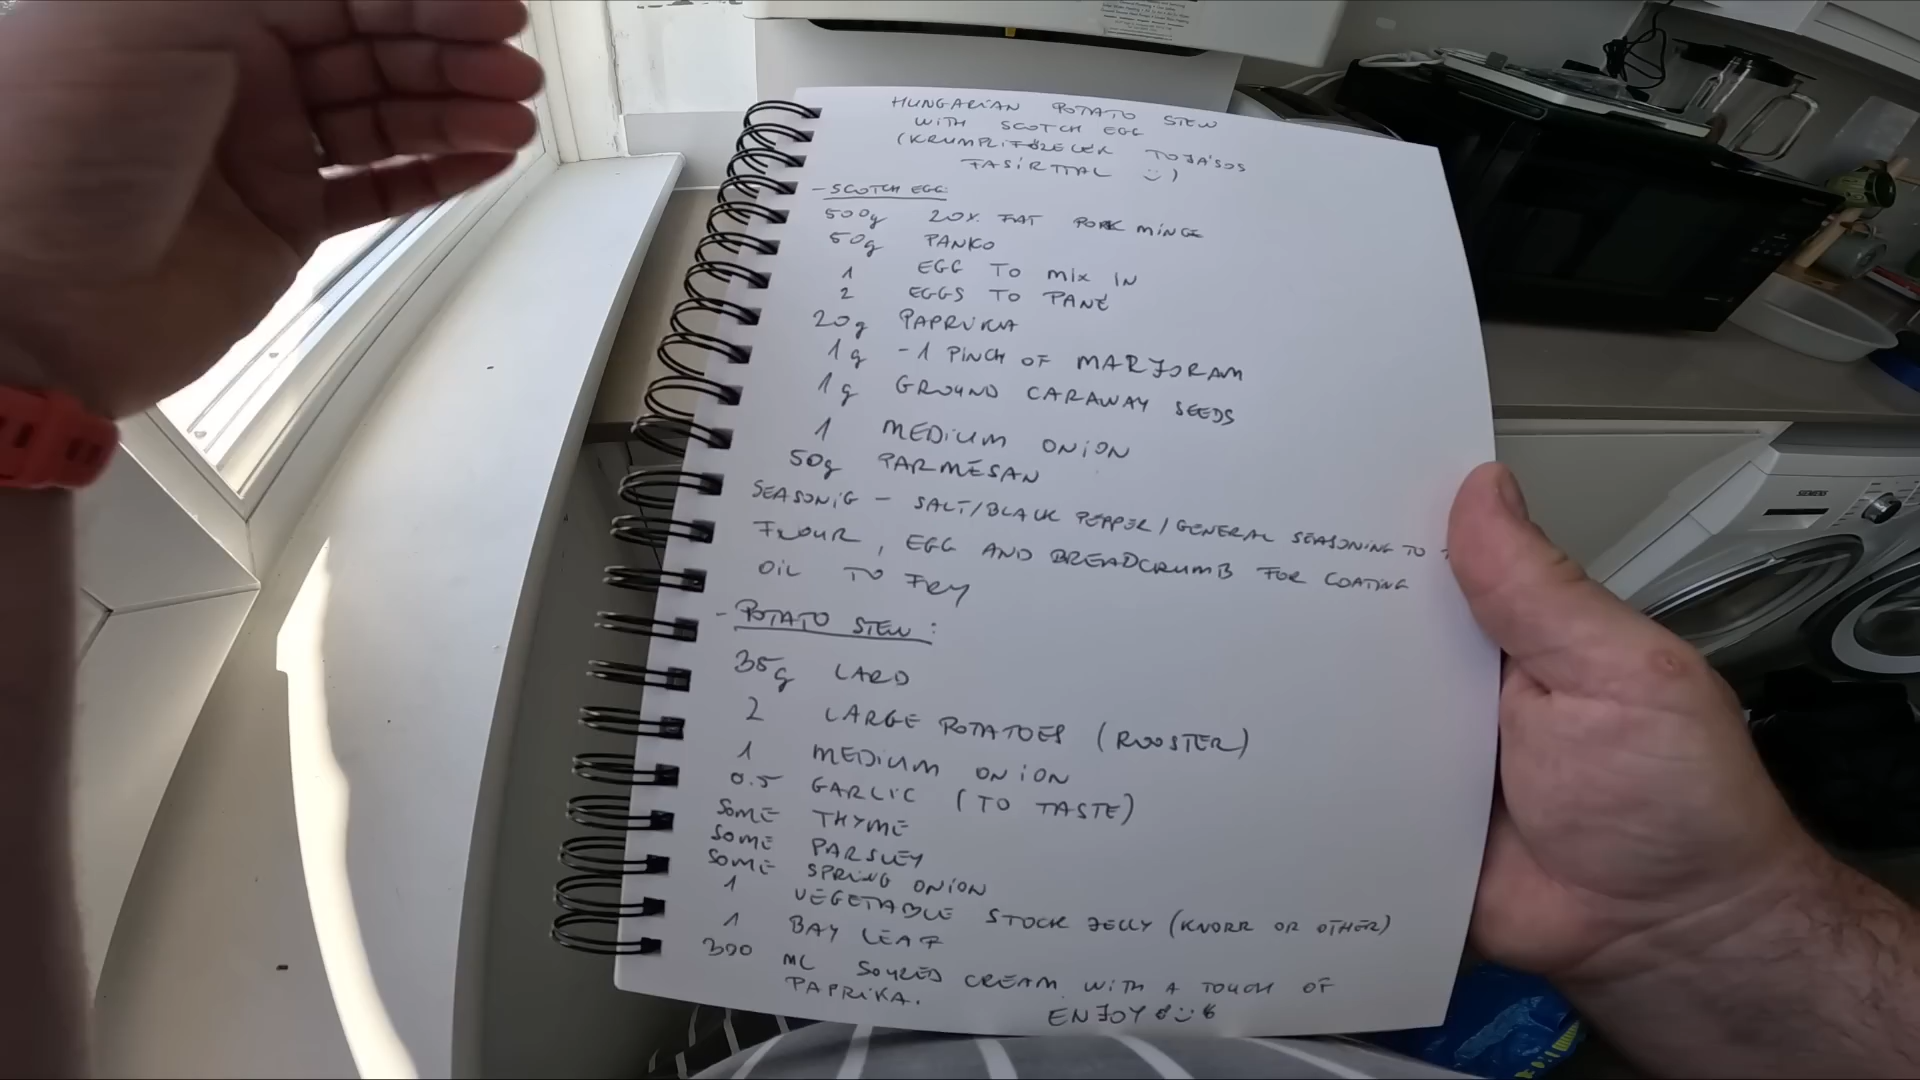 HUNGARIAN POTATO STEW
WITH SCOTCH EGG
(KRUMPLIFŐZELÉK TOJÁSOS
FASÍRTTAL :))
- SCOTCH EGG:
500g 20% FAT PORK MINCE
50g PANKO
1 EGG TO MIX IN
2 EGGS TO PANÉ
20g PAPRIKA
1g - 1 PINCH OF MARJORAM
1g GROUND CARAWAY SEEDS
1 MEDIUM ONION
50g PARMESAN
SEASONIG - SALT/BLACK PEPPER/GENERAL SEASONING TO
FLOUR, EGG AND BREADCRUMB FOR COATING
OIL TO FRY
- POTATO STEW:
35g LARD
2 LARGE POTATOES (ROOSTER)
1 MEDIUM ONION
0.5 GARLIC (TO TASTE)
SOME THYME
SOME PARSLEY
SOME SPRING ONION
1 VEGETABLE STOCK JELLY (KNORR OR OTHER)
1 BAY LEAF
300 ML SOURED CREAM WITH A TOUCH OF
PAPRIKA.
ENJOY :)
SIEMENS